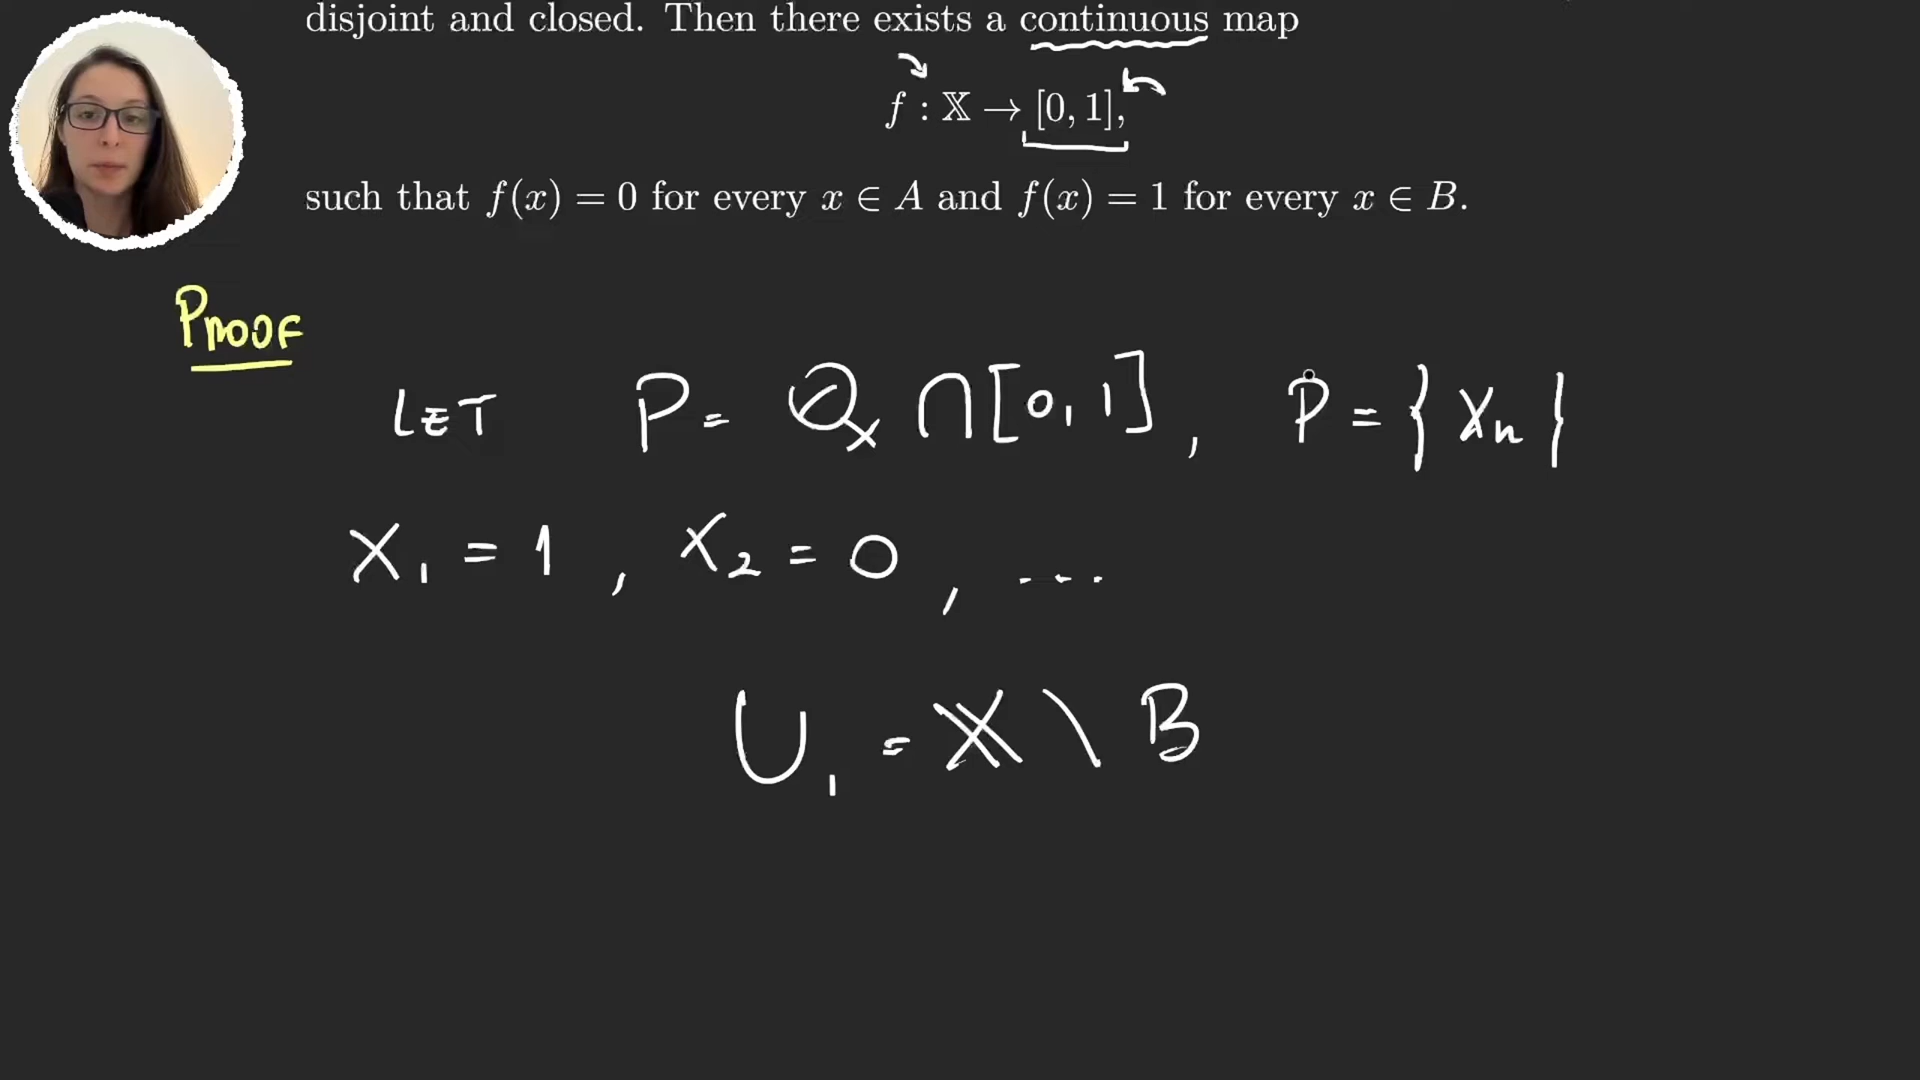 disjoint and closed. Then there exists a continuous map
f : 𝕏 → [0, 1],
such that f(x) = 0 for every x ∈ A and f(x) = 1 for every x ∈ B.
PROOF
LET P = Q ∩ [0, 1], P = { xₙ }
x₁ = 1, x₂ = 0, ...
U₁ = 𝕏 \ B